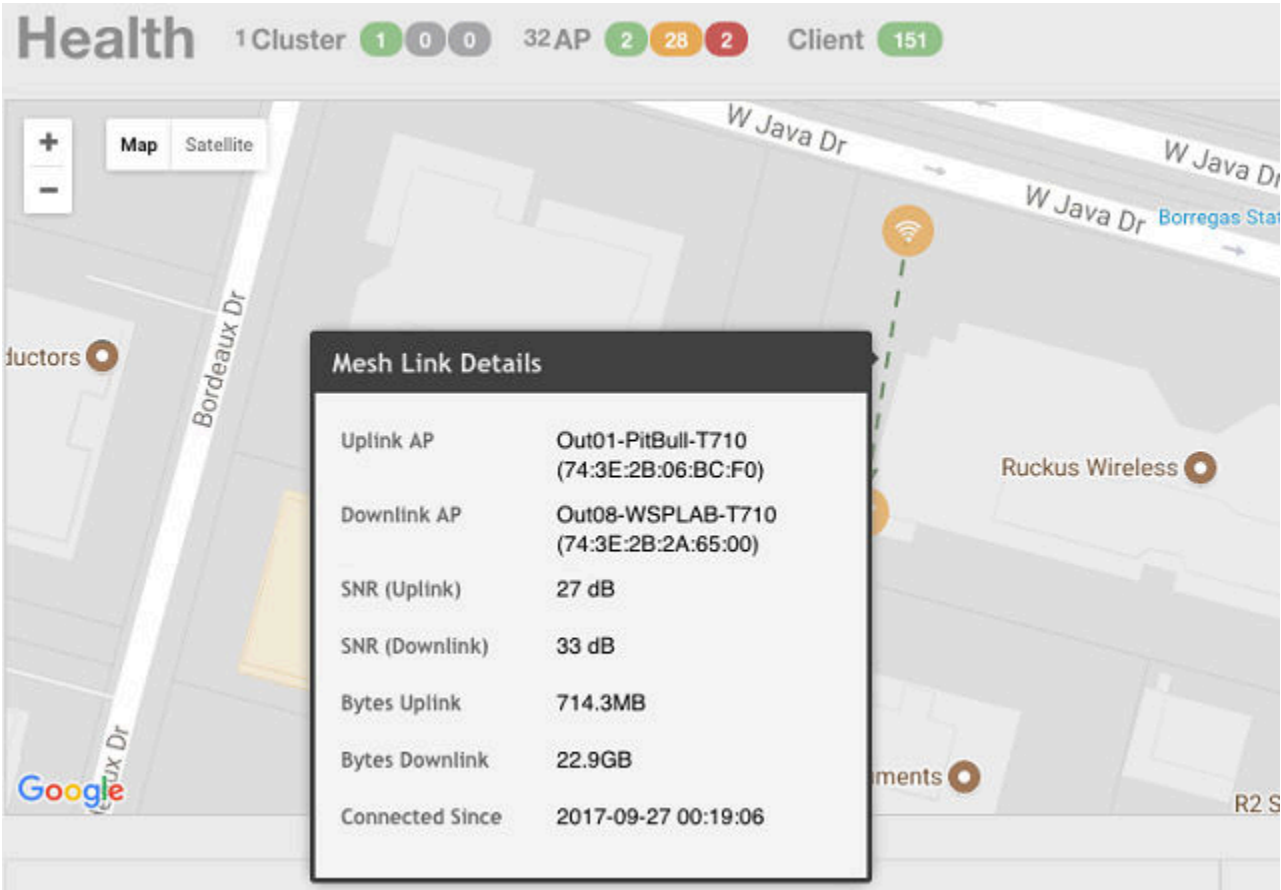 Health 1 Cluster 1 0 0 32 AP 2 28 2 Client 151
+
−
Map Satellite
W Java Dr
W Java Dr
W Java Dr
Borregas Stat
Bordeaux Dr
ductors
Mesh Link Details
Uplink AP Out01-PitBull-T710
(74:3E:2B:06:BC:F0)
Downlink AP Out08-WSPLAB-T710
(74:3E:2B:2A:65:00)
SNR (Uplink) 27 dB
SNR (Downlink) 33 dB
Bytes Uplink 714.3MB
Bytes Downlink 22.9GB
Connected Since 2017-09-27 00:19:06
Ruckus Wireless
ments
R2 S
ux Dr
Google